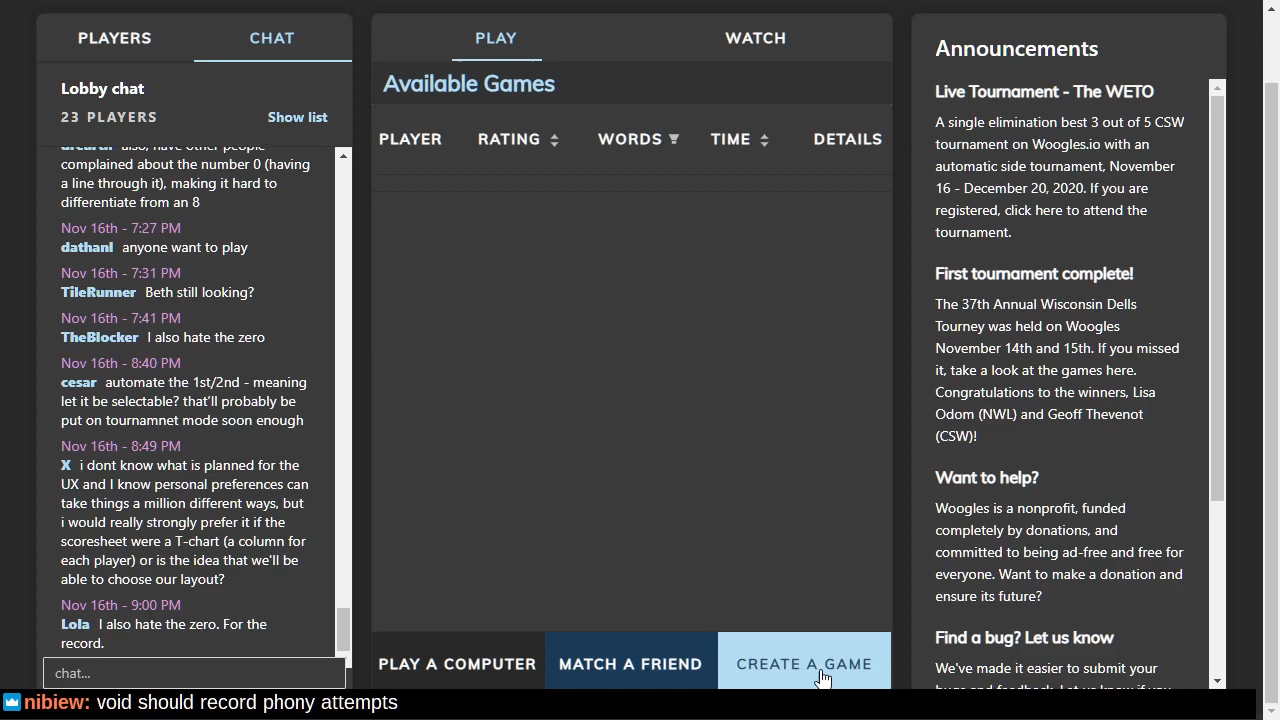 PLAYERS
CHAT
Lobby chat
23 PLAYERS
Show list
also, have other people
complained about the number 0 (having
a line through it), making it hard to
differentiate from an 8
Nov 16th - 7:27 PM
dathanl anyone want to play
Nov 16th - 7:31 PM
TileRunner Beth still looking?
Nov 16th - 7:41 PM
TheBlocker I also hate the zero
Nov 16th - 8:40 PM
cesar automate the 1st/2nd - meaning
let it be selectable? that'll probably be
put on tournamnet mode soon enough
Nov 16th - 8:49 PM
X i dont know what is planned for the
UX and I know personal preferences can
take things a million different ways, but
i would really strongly prefer it if the
scoresheet were a T-chart (a column for
each player) or is the idea that we'll be
able to choose our layout?
Nov 16th - 9:00 PM
Lola I also hate the zero. For the
record.
chat...
PLAY
WATCH
Available Games
PLAYER RATING WORDS TIME DETAILS
PLAY A COMPUTER
MATCH A FRIEND
CREATE A GAME
Announcements
Live Tournament - The WETO
A single elimination best 3 out of 5 CSW
tournament on Woogles.io with an
automatic side tournament, November
16 - December 20, 2020. If you are
registered, click here to attend the
tournament.
First tournament complete!
The 37th Annual Wisconsin Dells
Tourney was held on Woogles
November 14th and 15th. If you missed
it, take a look at the games here.
Congratulations to the winners, Lisa
Odom (NWL) and Geoff Thevenot
(CSW)!
Want to help?
Woogles is a nonprofit, funded
completely by donations, and
committed to being ad-free and free for
everyone. Want to make a donation and
ensure its future?
Find a bug? Let us know
We've made it easier to submit your
nibiew: void should record phony attempts